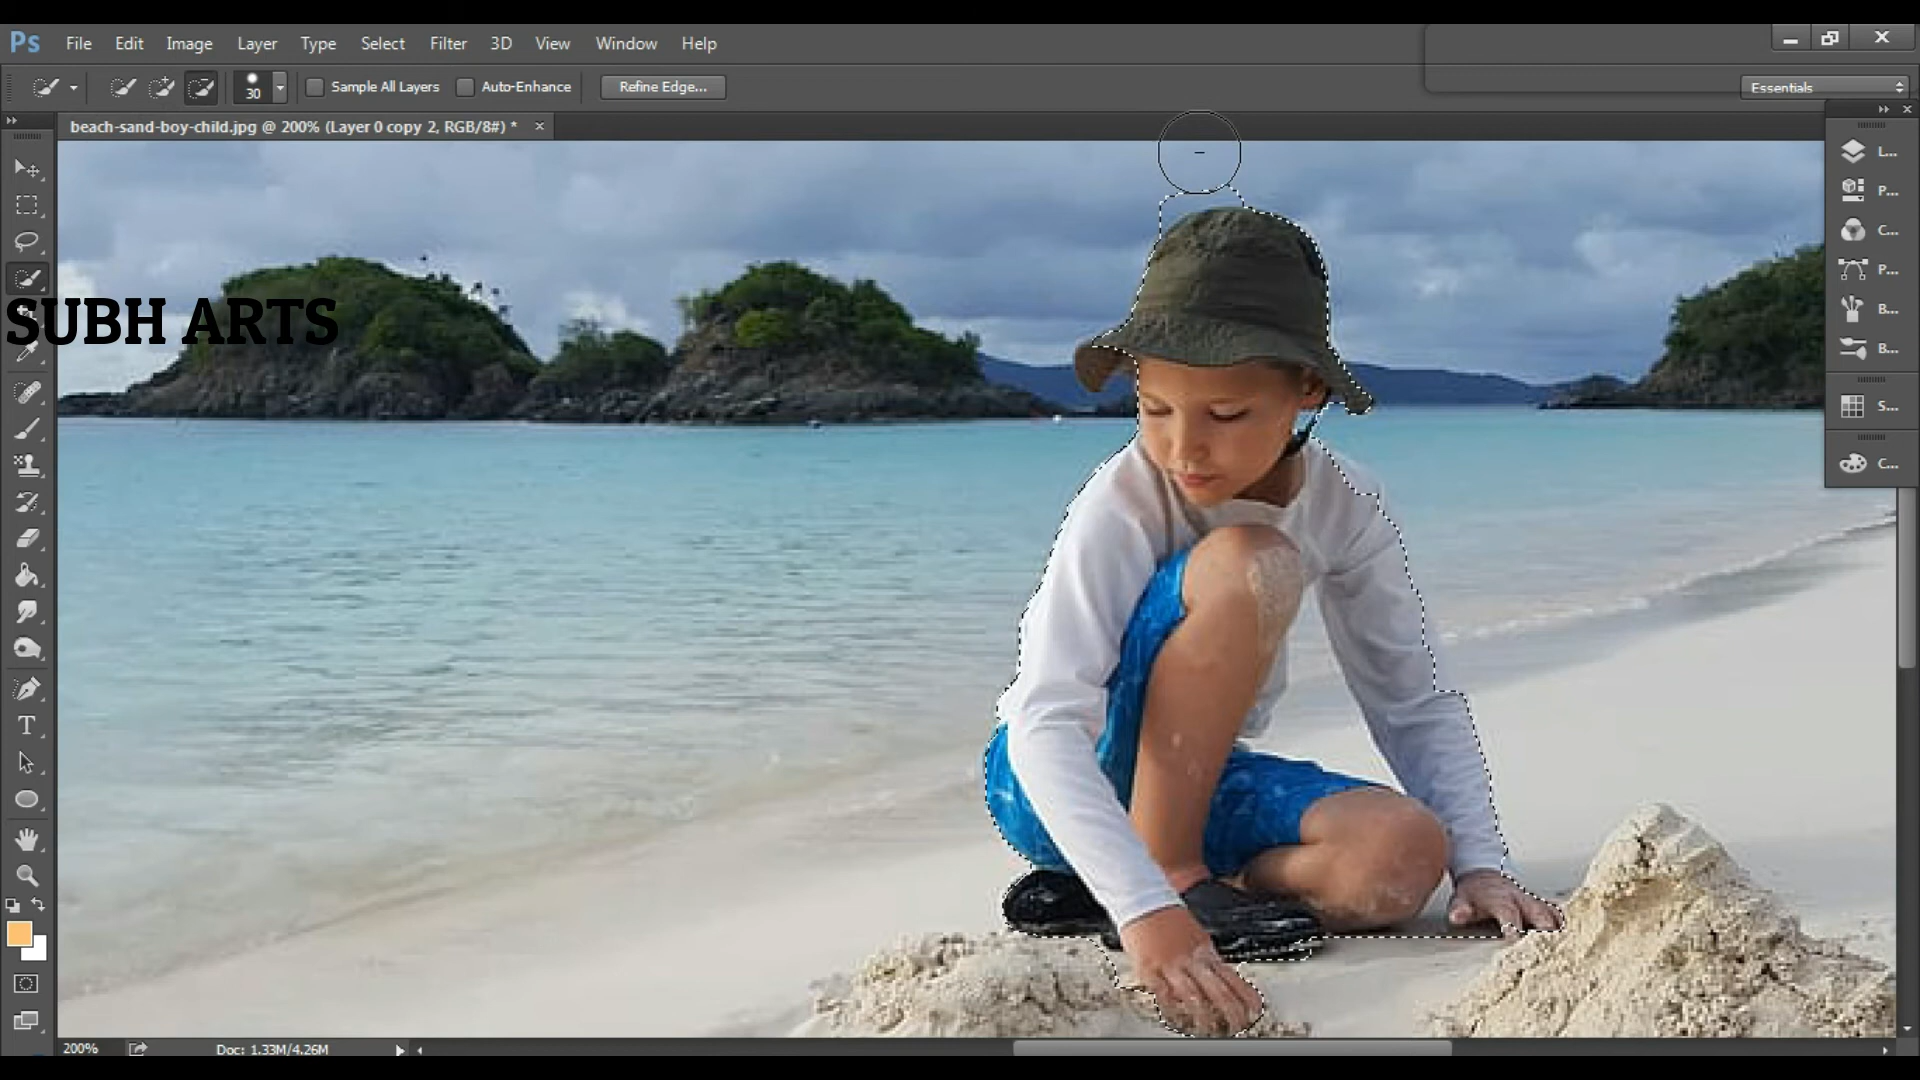 Ps File Edit Image Layer Type Select Filter 3D View Window Help
30 Sample All Layers Auto-Enhance Refine Edge... Essentials
beach-sand-boy-child.jpg @ 200% (Layer 0 copy 2, RGB/8#) *
L...
P...
C...
P...
SUBH ARTS
B...
B...
S...
C...
T
200% Doc: 1.33M/4.26M